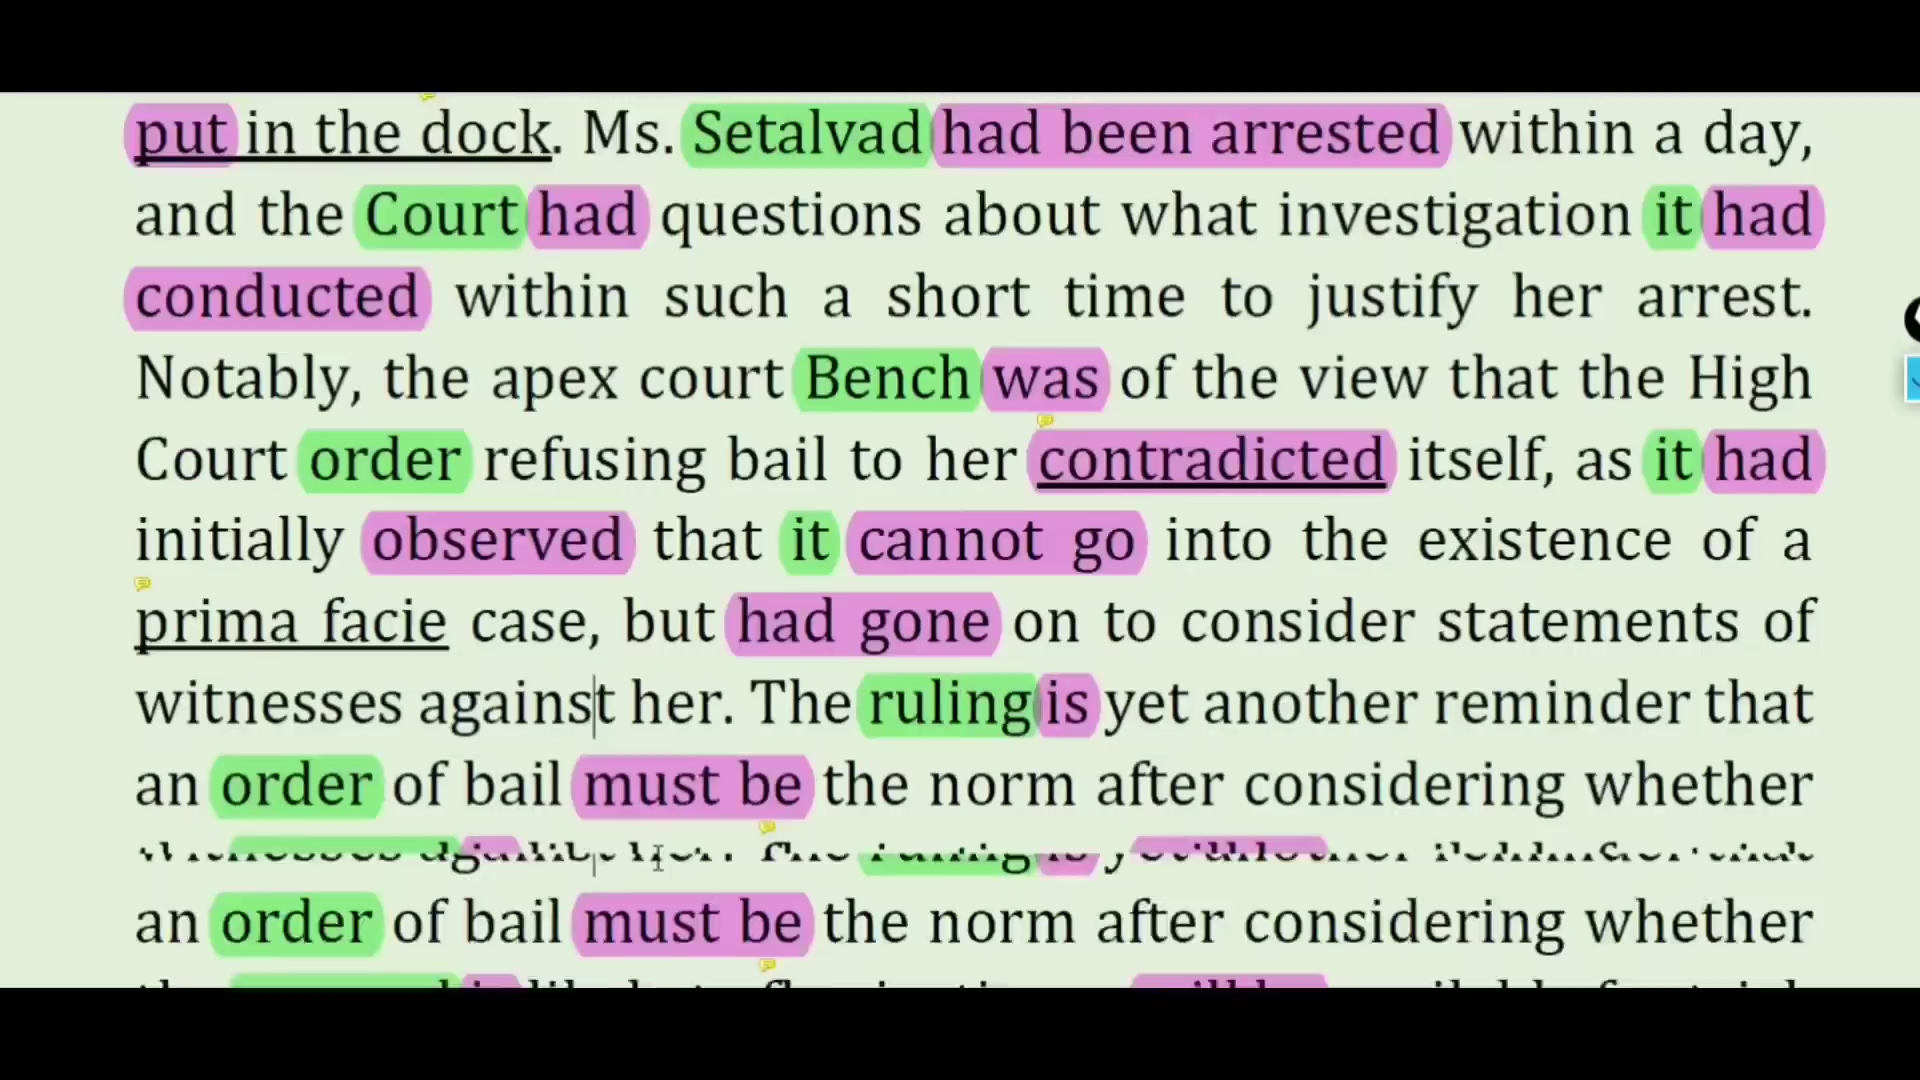 put in the dock. Ms. Setalvad had been arrested within a day,
and the Court had questions about what investigation it had
conducted within such a short time to justify her arrest.
Notably, the apex court Bench was of the view that the High
Court order refusing bail to her contradicted itself, as it had
initially observed that it cannot go into the existence of a
prima facie case, but had gone on to consider statements of
witnesses against her. The ruling is yet another reminder that
an order of bail must be the norm after considering whether
an order of bail must be the norm after considering whether